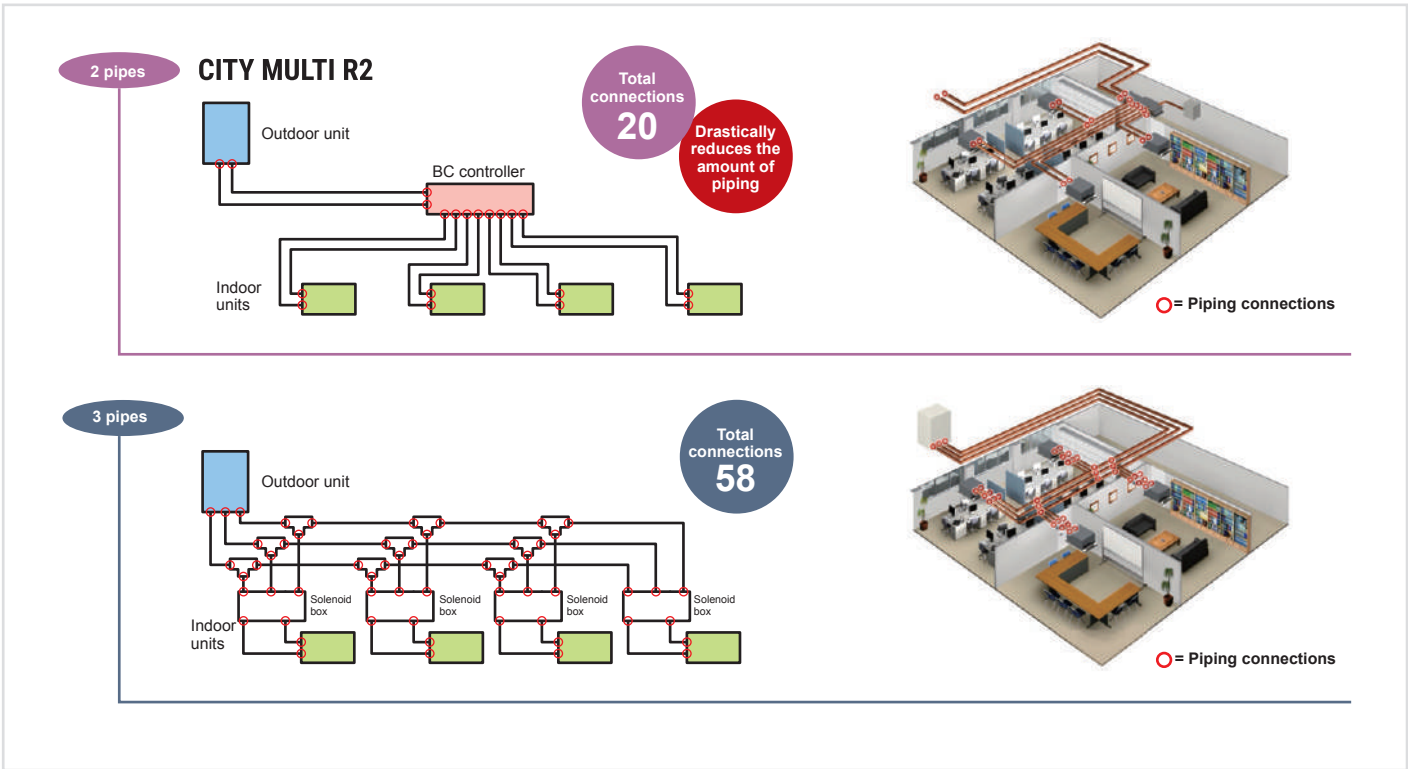 2 pipes
CITY MULTI R2
Total
connections
20
Drastically
reduces the
amount of
piping
Outdoor unit
BC controller
Indoor
units
= Piping connections
3 pipes
Total
connections
58
Outdoor unit
Solenoid
box
Solenoid
box
Solenoid
box
Solenoid
box
Indoor
units
= Piping connections